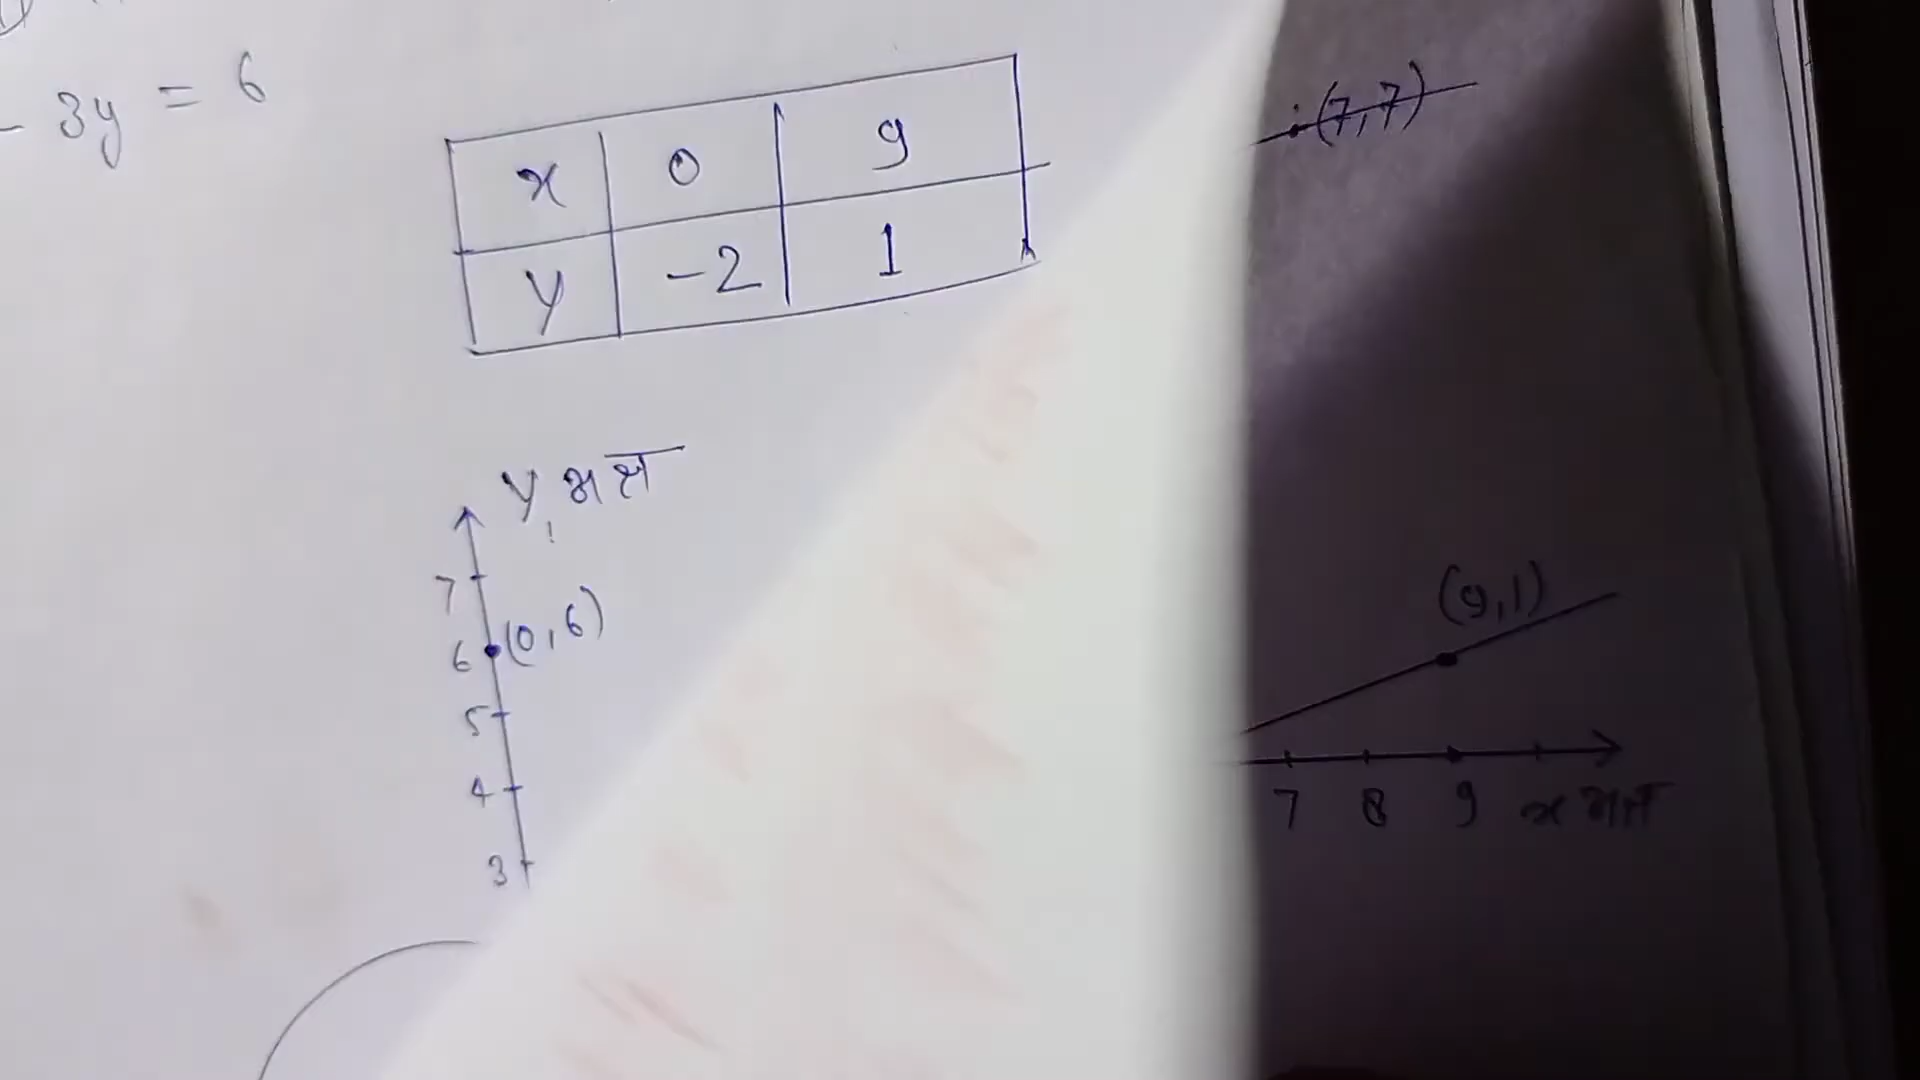 - 3y = 6
x 0 9
y -2 1
(7,7)
Y अक्ष
7
(0,6)
6
5
4
3
(9,1)
7 8 9 x अक्ष